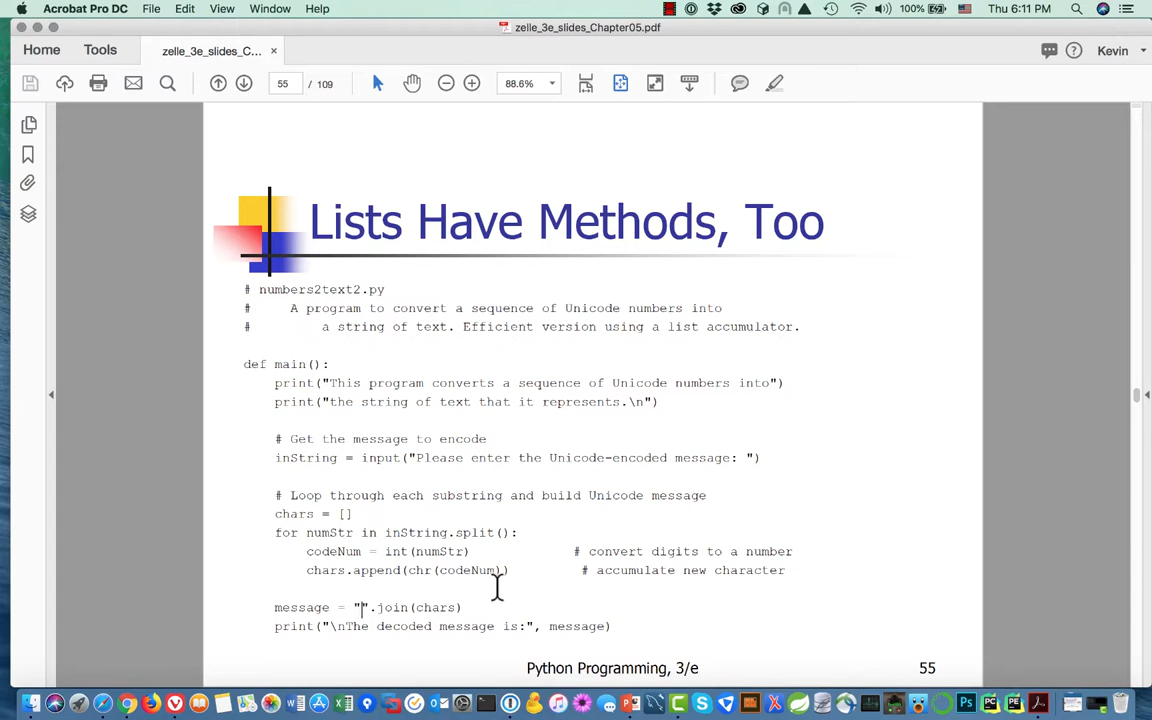 Acrobat Pro DC File Edit View Window Help 100% Thu 6:11 PM
zelle_3e_slides_Chapter05.pdf
Home Tools zelle_3e_slides_C... × Kevin
55 / 109 88.6%
Lists Have Methods, Too
# numbers2text2.py
# A program to convert a sequence of Unicode numbers into
# a string of text. Efficient version using a list accumulator.
def main():
print("This program converts a sequence of Unicode numbers into")
print("the string of text that it represents.\n")
# Get the message to encode
inString = input("Please enter the Unicode-encoded message: ")
# Loop through each substring and build Unicode message
chars = []
for numStr in inString.split():
codeNum = int(numStr) # convert digits to a number
chars.append(chr(codeNum)) # accumulate new character
message = "".join(chars)
print("\nThe decoded message is:", message)
Python Programming, 3/e 55